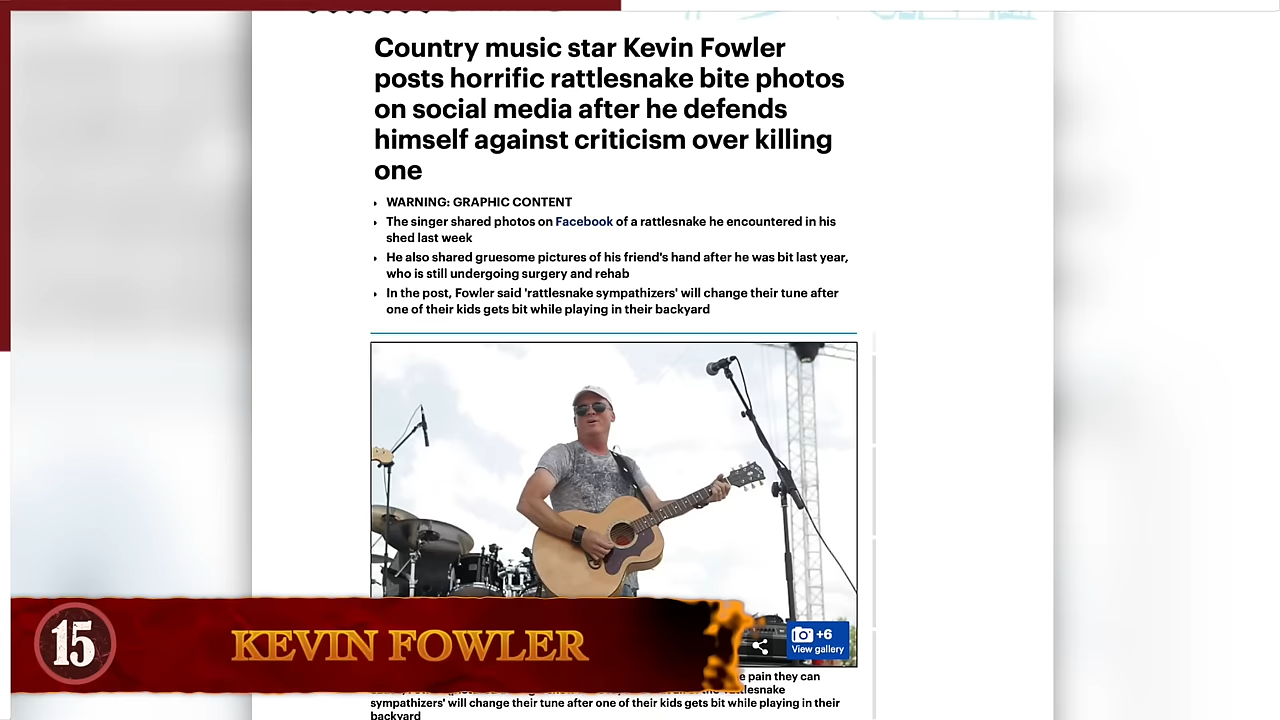 Country music star Kevin Fowler
posts horrific rattlesnake bite photos
on social media after he defends
himself against criticism over killing
one
WARNING: GRAPHIC CONTENT
The singer shared photos on Facebook of a rattlesnake he encountered in his
shed last week
He also shared gruesome pictures of his friend's hand after he was bit last year,
who is still undergoing surgery and rehab
In the post, Fowler said 'rattlesnake sympathizers' will change their tune after
one of their kids gets bit while playing in their backyard
+6
View gallery
15
KEVIN FOWLER
pain they can
sympathizers' will change their tune after one of their kids gets bit while playing in their
backyard